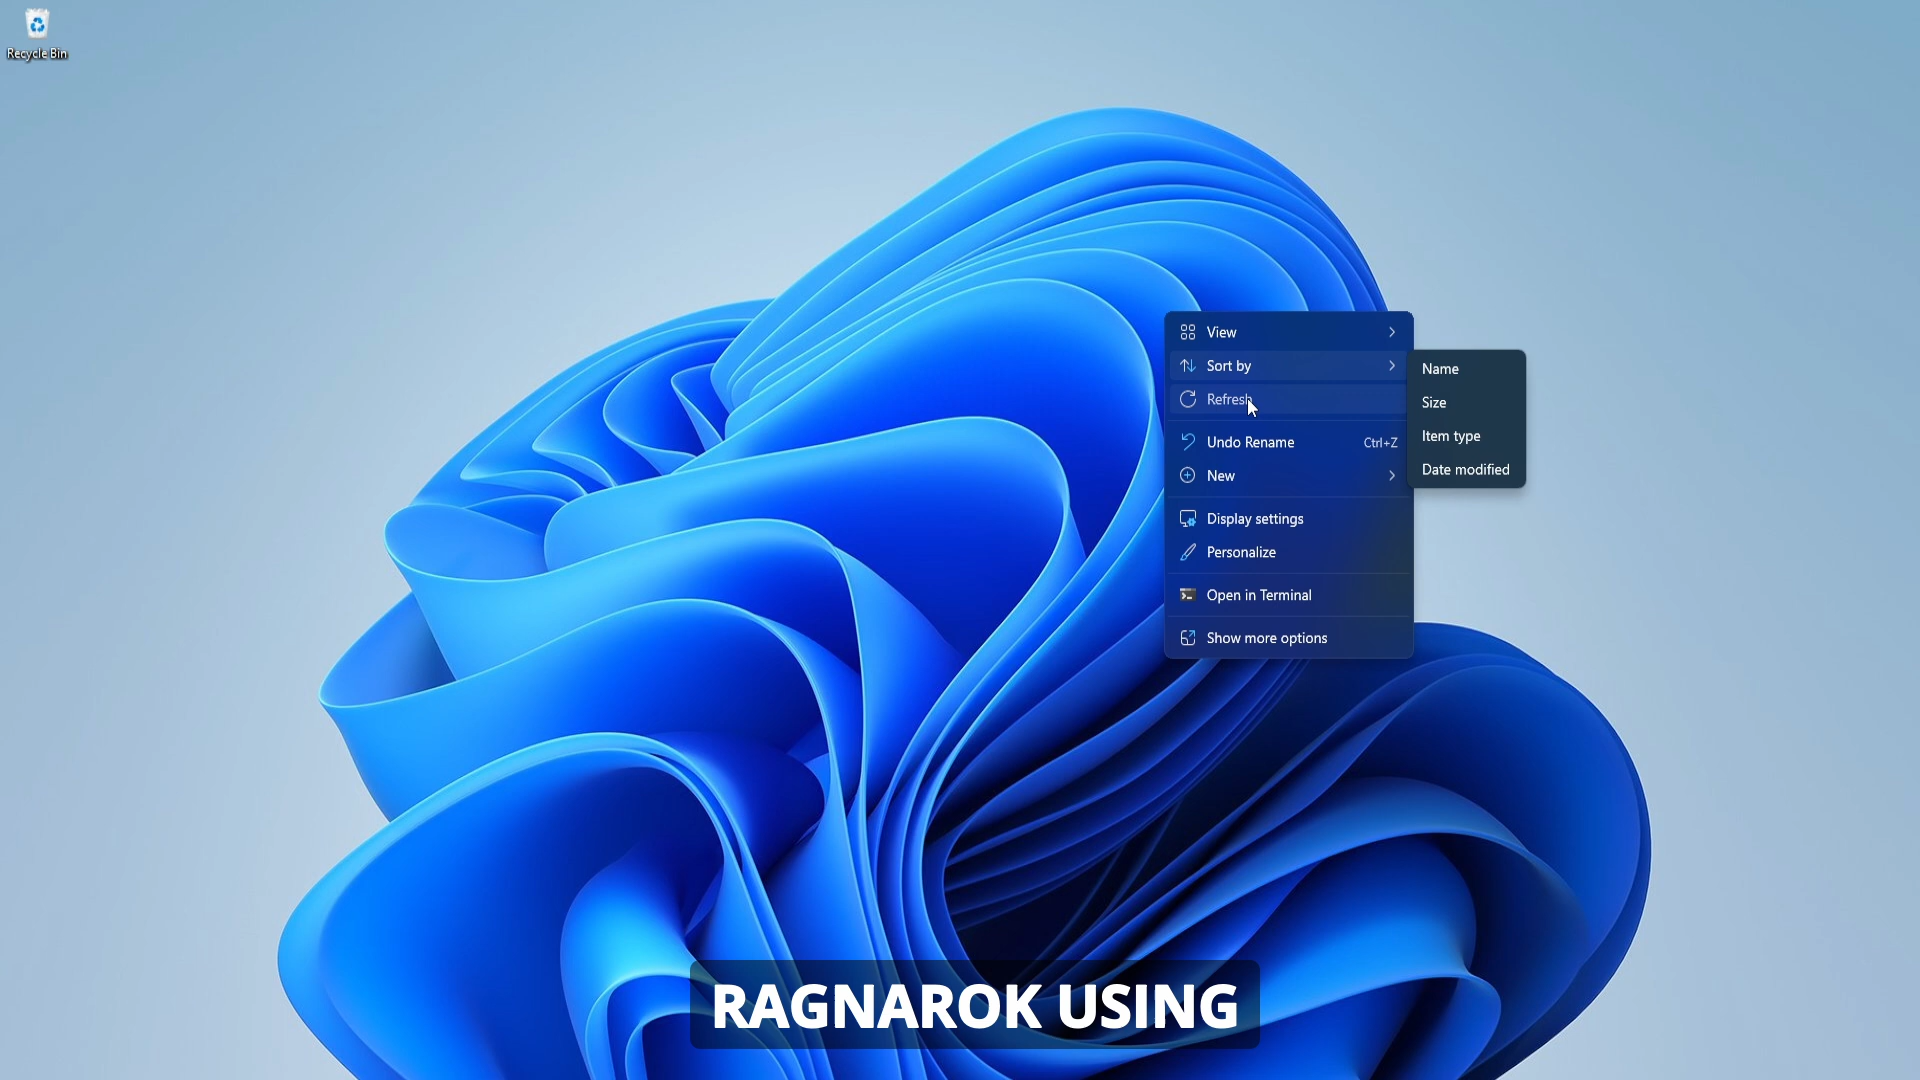 Recycle Bin
View
Sort by
Refresh
Undo Rename Ctrl+Z
New
Display settings
Personalize
Open in Terminal
Show more options
Name
Size
Item type
Date modified
RAGNAROK USING